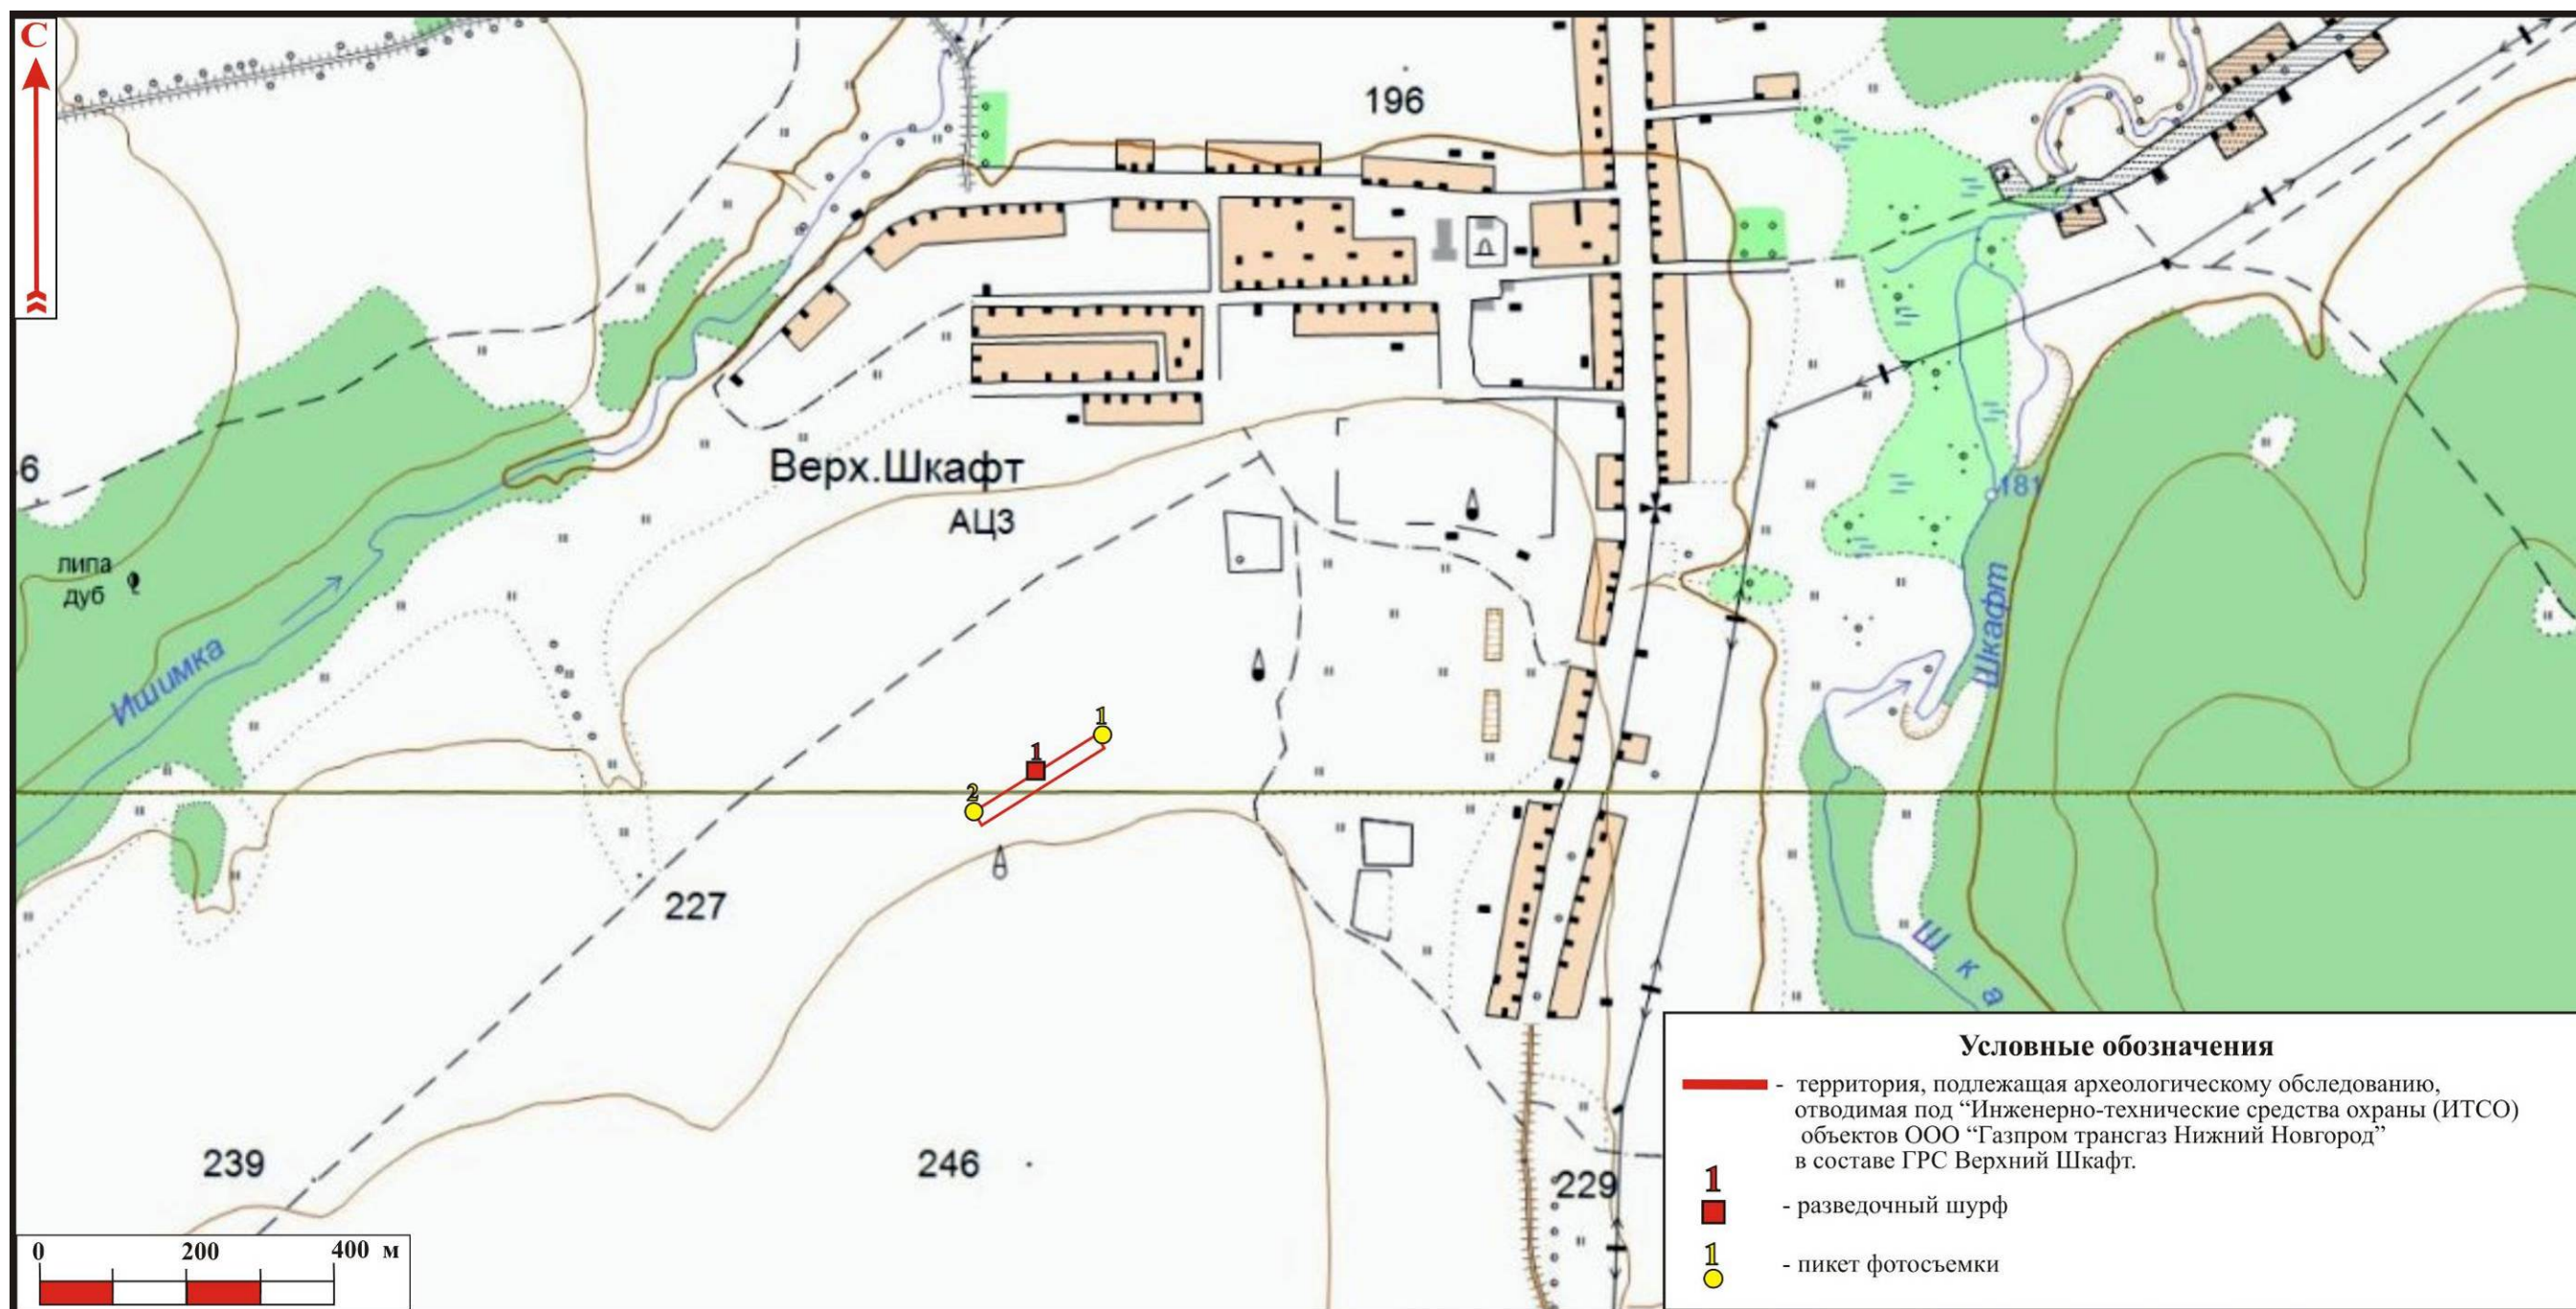 С
196
6
Верх.Шкафт
АЦЗ
181
липа
дуб
Шкафт
Ишимка
1
1
2
227
Шка
239
246
229
Условные обозначения
- территория, подлежащая археологическому обследованию,
отводимая под “Инженерно-технические средства охраны (ИТСО)
объектов ООО “Газпром трансгаз Нижний Новгород”
в составе ГРС Верхний Шкафт.
1
- разведочный шурф
1
- пикет фотосъемки
0 200 400 м